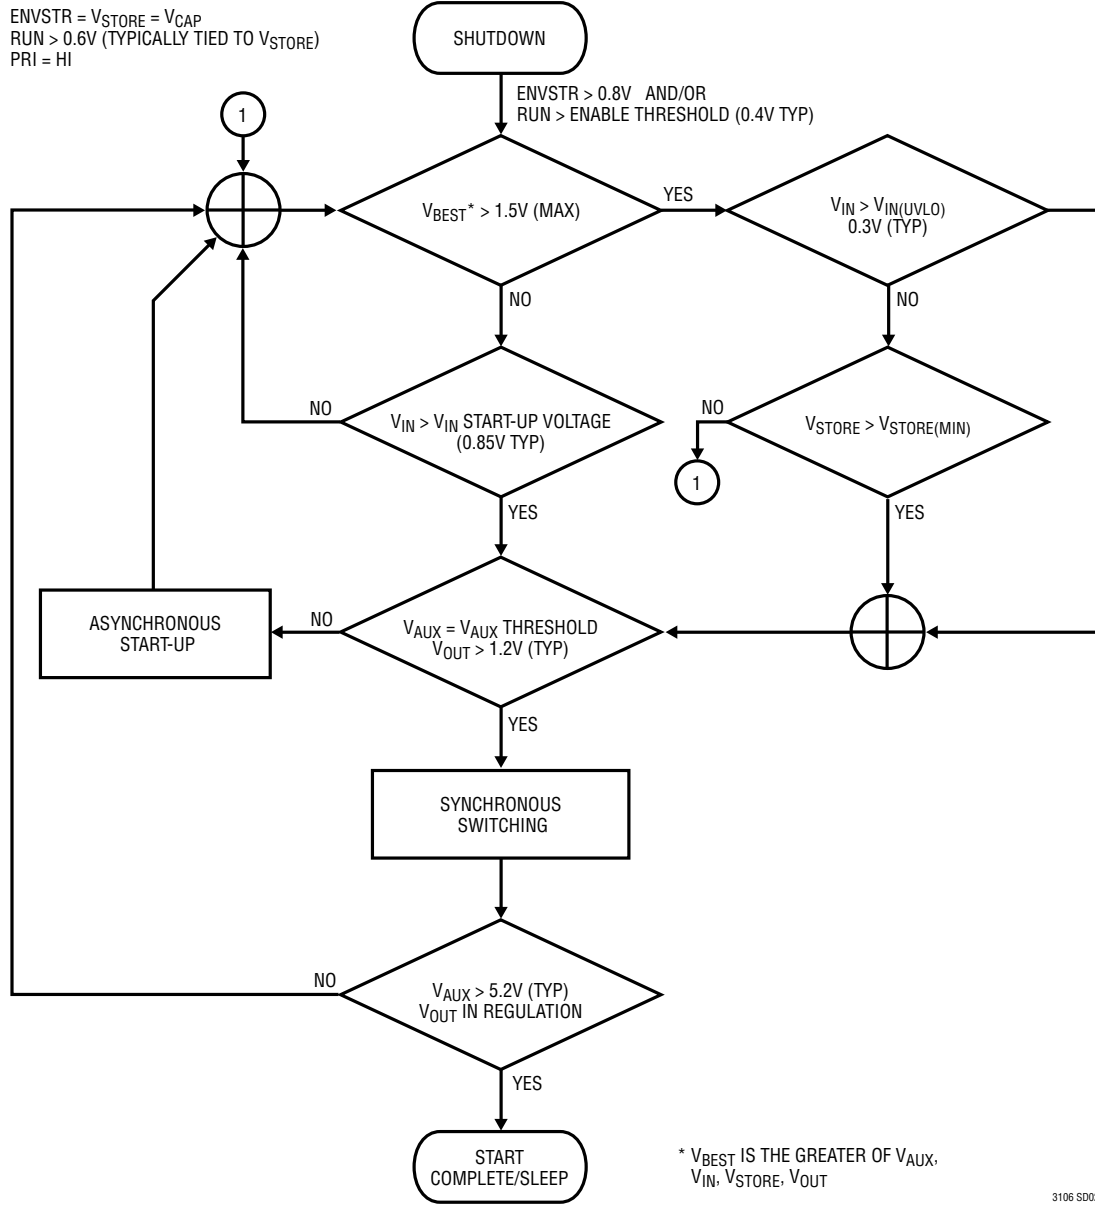 ENVSTR = VSTORE = VCAP
RUN > 0.6V (TYPICALLY TIED TO VSTORE)
PRI = HI
SHUTDOWN
ENVSTR > 0.8V AND/OR
RUN > ENABLE THRESHOLD (0.4V TYP)
1
VBEST* > 1.5V (MAX)
YES
VIN > VIN(UVLO)
0.3V (TYP)
NO
NO
VIN > VIN START-UP VOLTAGE
(0.85V TYP)
NO
NO
VSTORE > VSTORE(MIN)
1
YES
YES
ASYNCHRONOUS
START-UP
NO
VAUX = VAUX THRESHOLD
VOUT > 1.2V (TYP)
YES
SYNCHRONOUS
SWITCHING
NO
VAUX > 5.2V (TYP)
VOUT IN REGULATION
YES
START
COMPLETE/SLEEP
* VBEST IS THE GREATER OF VAUX,
VIN, VSTORE, VOUT
3106